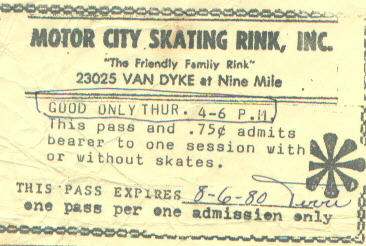 MOTOR CITY SKATING RINK, INC.
"The Friendly Family Rink"
23025 VAN DYKE at Nine Mile
GOOD ONLY THUR. 4-6 P.M.
This pass and .75¢ admits
bearer to one session with
or without skates.
THIS PASS EXPIRES 8-6-80
one pass per one admission only